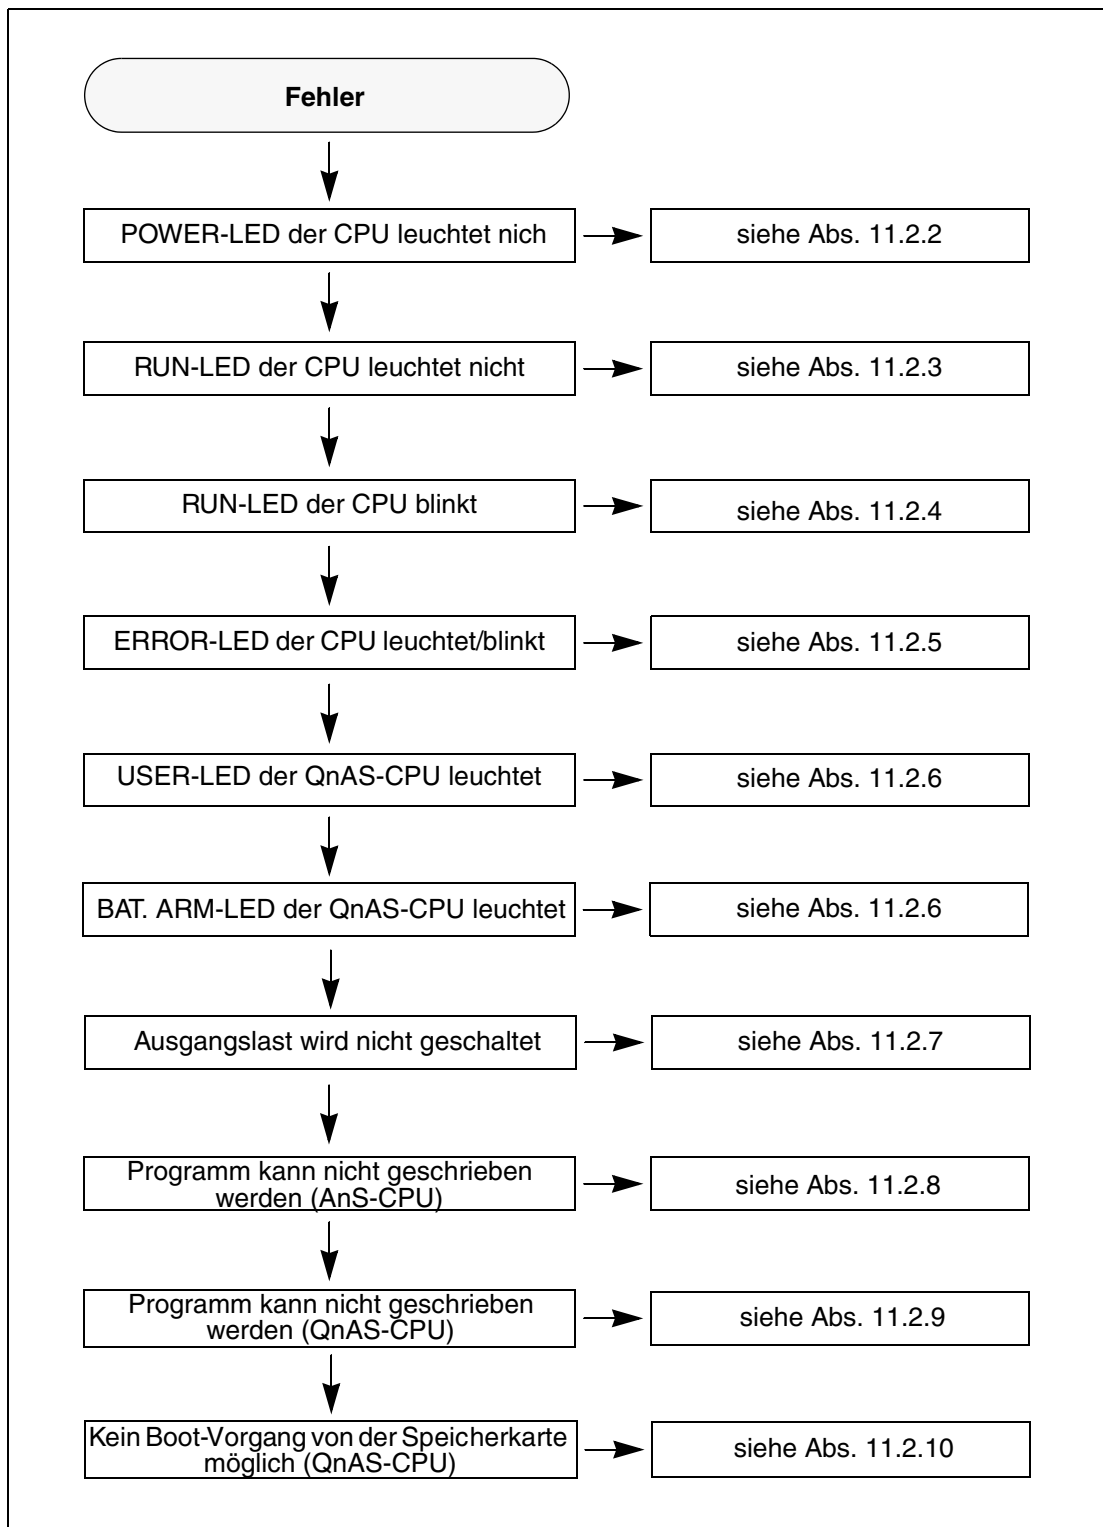 Fehler
POWER-LED der CPU leuchtet nich
siehe Abs. 11.2.2
RUN-LED der CPU leuchtet nicht
siehe Abs. 11.2.3
RUN-LED der CPU blinkt
siehe Abs. 11.2.4
ERROR-LED der CPU leuchtet/blinkt
siehe Abs. 11.2.5
USER-LED der QnAS-CPU leuchtet
siehe Abs. 11.2.6
BAT. ARM-LED der QnAS-CPU leuchtet
siehe Abs. 11.2.6
Ausgangslast wird nicht geschaltet
siehe Abs. 11.2.7
Programm kann nicht geschrieben
werden (AnS-CPU)
siehe Abs. 11.2.8
Programm kann nicht geschrieben
werden (QnAS-CPU)
siehe Abs. 11.2.9
Kein Boot-Vorgang von der Speicherkarte
möglich (QnAS-CPU)
siehe Abs. 11.2.10